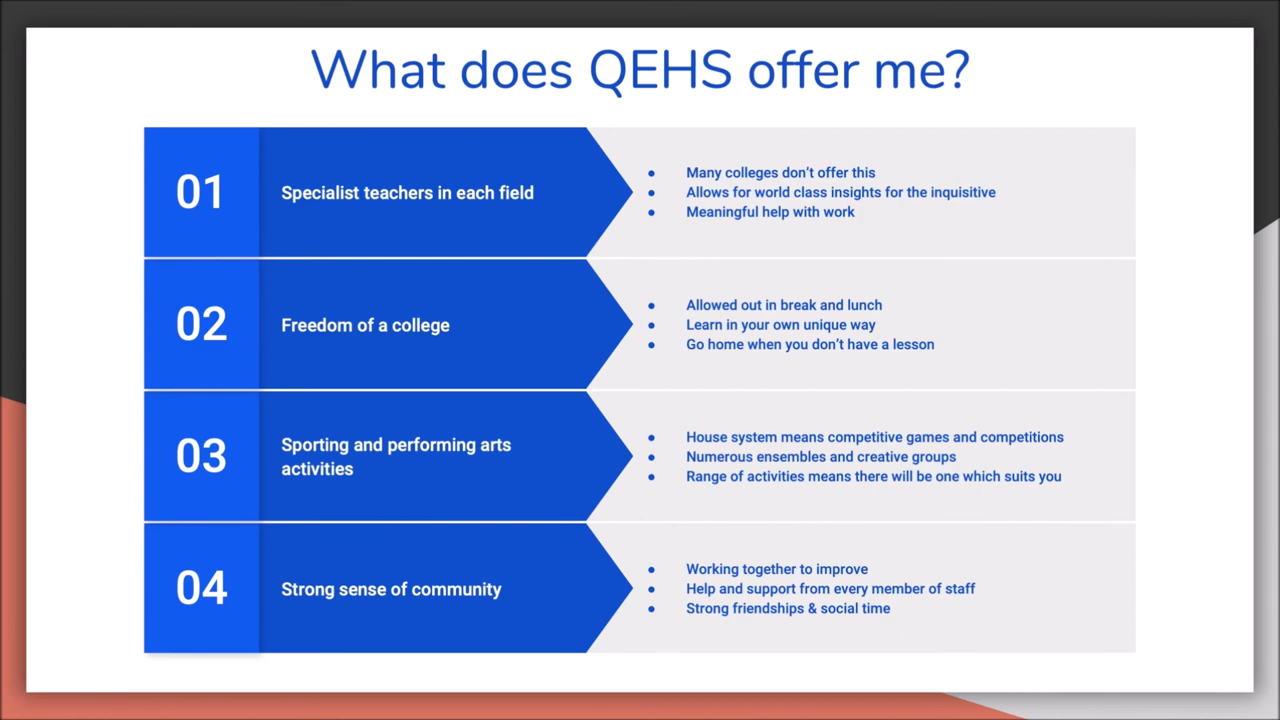 What does QEHS offer me?
01
Specialist teachers in each field
● Many colleges don’t offer this
● Allows for world class insights for the inquisitive
● Meaningful help with work
02
Freedom of a college
● Allowed out in break and lunch
● Learn in your own unique way
● Go home when you don’t have a lesson
03
Sporting and performing arts
activities
● House system means competitive games and competitions
● Numerous ensembles and creative groups
● Range of activities means there will be one which suits you
04
Strong sense of community
● Working together to improve
● Help and support from every member of staff
● Strong friendships & social time